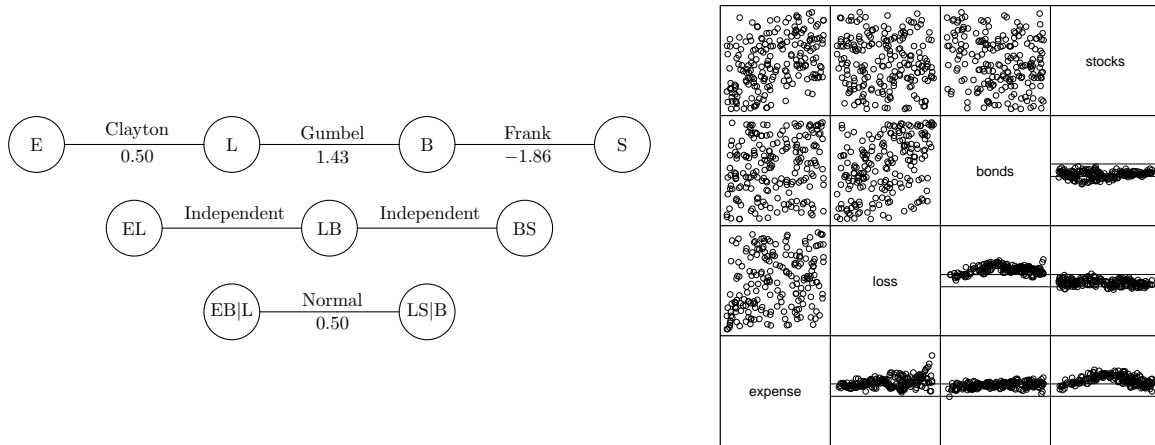 Clayton Gumbel Frank
E L B S
0.50 1.43 −1.86
Independent Independent
EL LB BS
Normal
EB|L LS|B
0.50
stocks
bonds
loss
expense